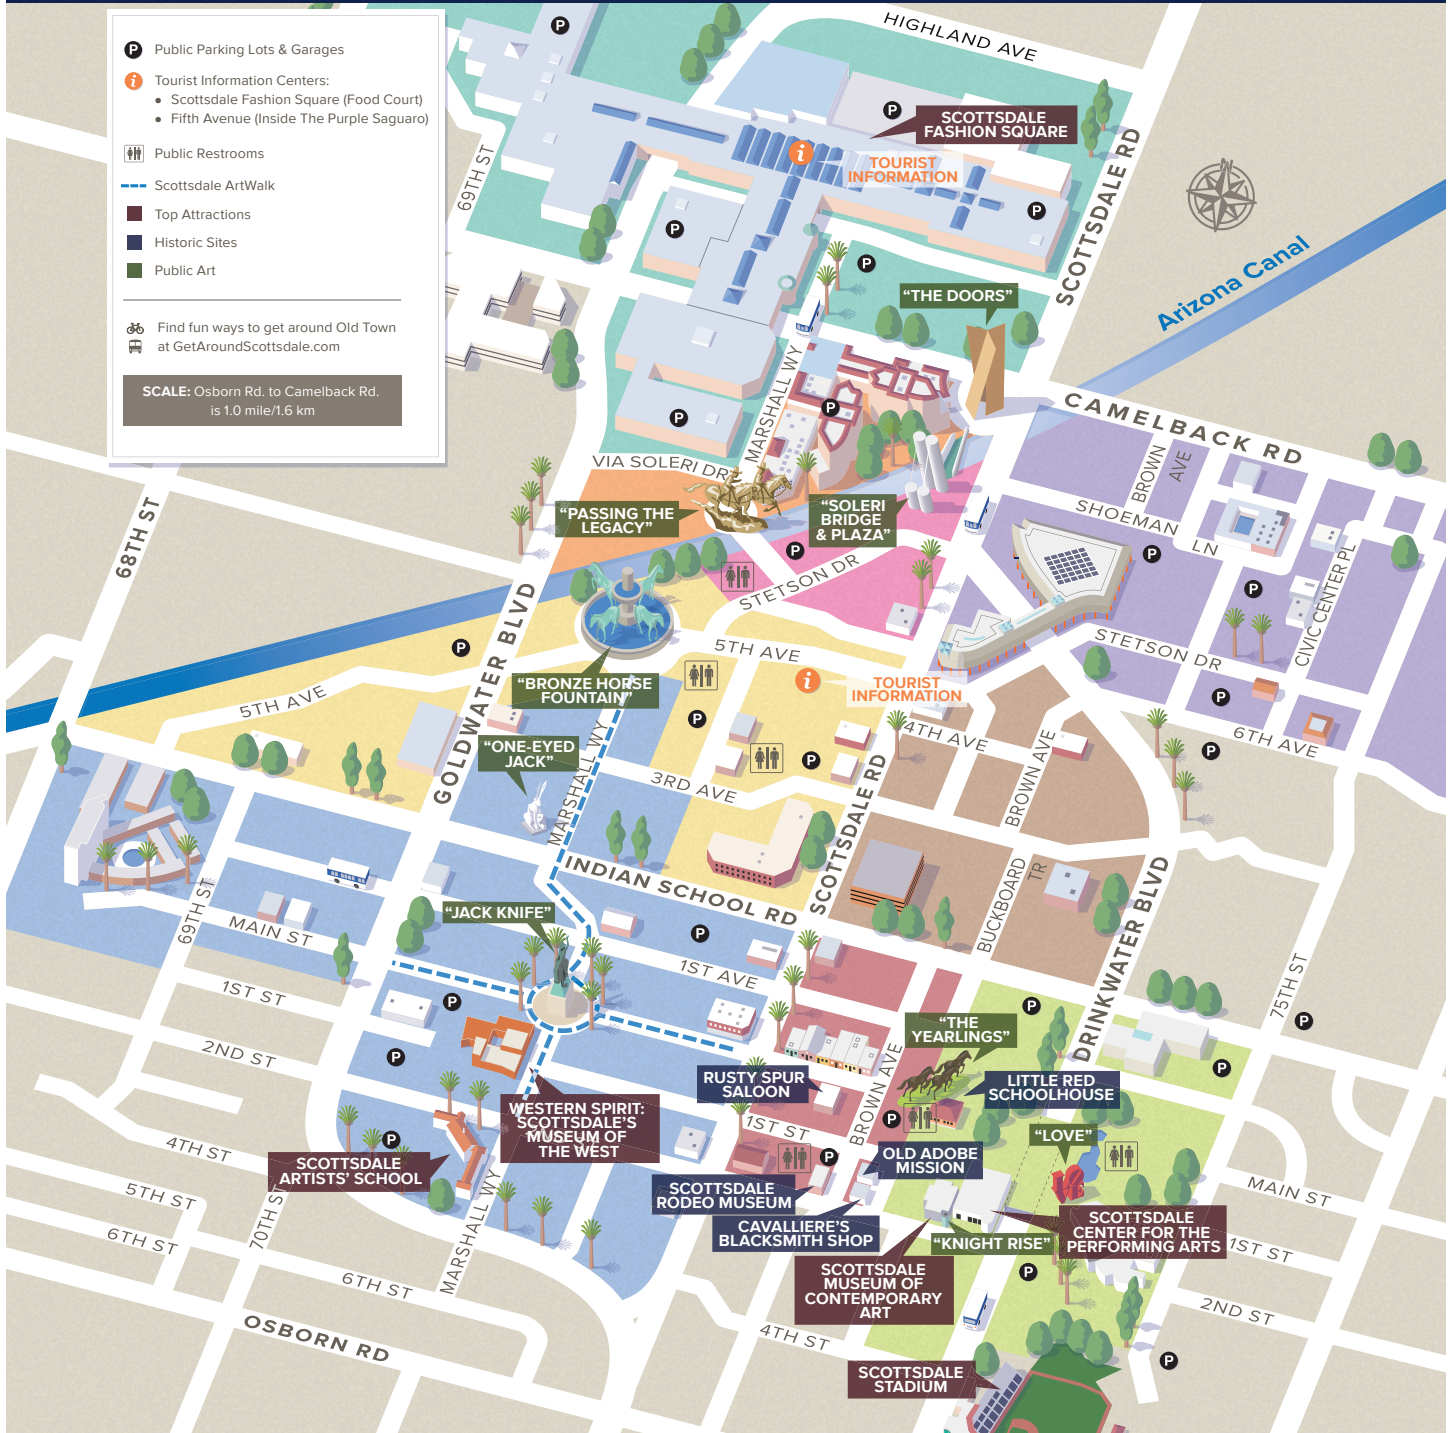 P Public Parking Lots & Garages
i Tourist Information Centers:
• Scottsdale Fashion Square (Food Court)
• Fifth Avenue (Inside The Purple Saguaro)
Public Restrooms
Scottsdale ArtWalk
Top Attractions
Historic Sites
Public Art
Find fun ways to get around Old Town
at GetAroundScottsdale.com
SCALE: Osborn Rd. to Camelback Rd.
is 1.0 mile/1.6 km
HIGHLAND AVE
P
P
SCOTTSDALE
FASHION SQUARE
i
TOURIST
INFORMATION
69TH ST
SCOTTSDALE RD
N
P
P
P
Arizona Canal
"THE DOORS"
MARSHALL WY
P
P
CAMELBACK RD
BROWN
AVE
VIA SOLERI DR
"PASSING THE
LEGACY"
"SOLERI
BRIDGE
& PLAZA"
SHOEMAN
LN
68TH ST
P
P
P
STETSON DR
CIVIC CENTER PL
GOLDWATER BLVD
P
5TH AVE
STETSON DR
"BRONZE HORSE
FOUNTAIN"
i
TOURIST
INFORMATION
P
5TH AVE
P
4TH AVE
6TH AVE
P
"ONE-EYED
JACK"
MARSHALL WY
P
3RD AVE
BROWN AVE
SCOTTSDALE RD
INDIAN SCHOOL RD
BUCKBOARD
TR
DRINKWATER BLVD
69TH ST
MAIN ST
"JACK KNIFE"
P
1ST AVE
75TH ST
1ST ST
P
P
P
2ND ST
P
"THE
YEARLINGS"
P
RUSTY SPUR
SALOON
LITTLE RED
SCHOOLHOUSE
BROWN AVE
WESTERN SPIRIT:
SCOTTSDALE'S
MUSEUM OF
THE WEST
P
1ST ST
P
"LOVE"
4TH ST
SCOTTSDALE
ARTISTS' SCHOOL
P
OLD ADOBE
MISSION
5TH ST
70TH ST
MARSHALL WY
SCOTTSDALE
RODEO MUSEUM
MAIN ST
CAVALLIERE'S
BLACKSMITH SHOP
SCOTTSDALE
CENTER FOR THE
PERFORMING ARTS
"KNIGHT RISE"
6TH ST
1ST ST
SCOTTSDALE
MUSEUM OF
CONTEMPORARY
ART
P
6TH ST
2ND ST
OSBORN RD
4TH ST
P
SCOTTSDALE
STADIUM